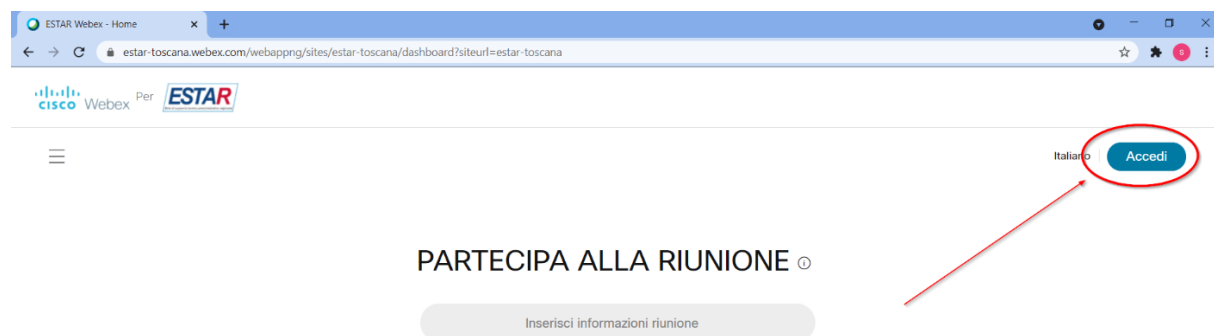 ESTAR Webex - Home
estar-toscana.webex.com/webappng/sites/estar-toscana/dashboard?siteurl=estar-toscana
CISCO Webex Per ESTAR
Italiano Accedi
PARTECIPA ALLA RIUNIONE
Inserisci informazioni riunione